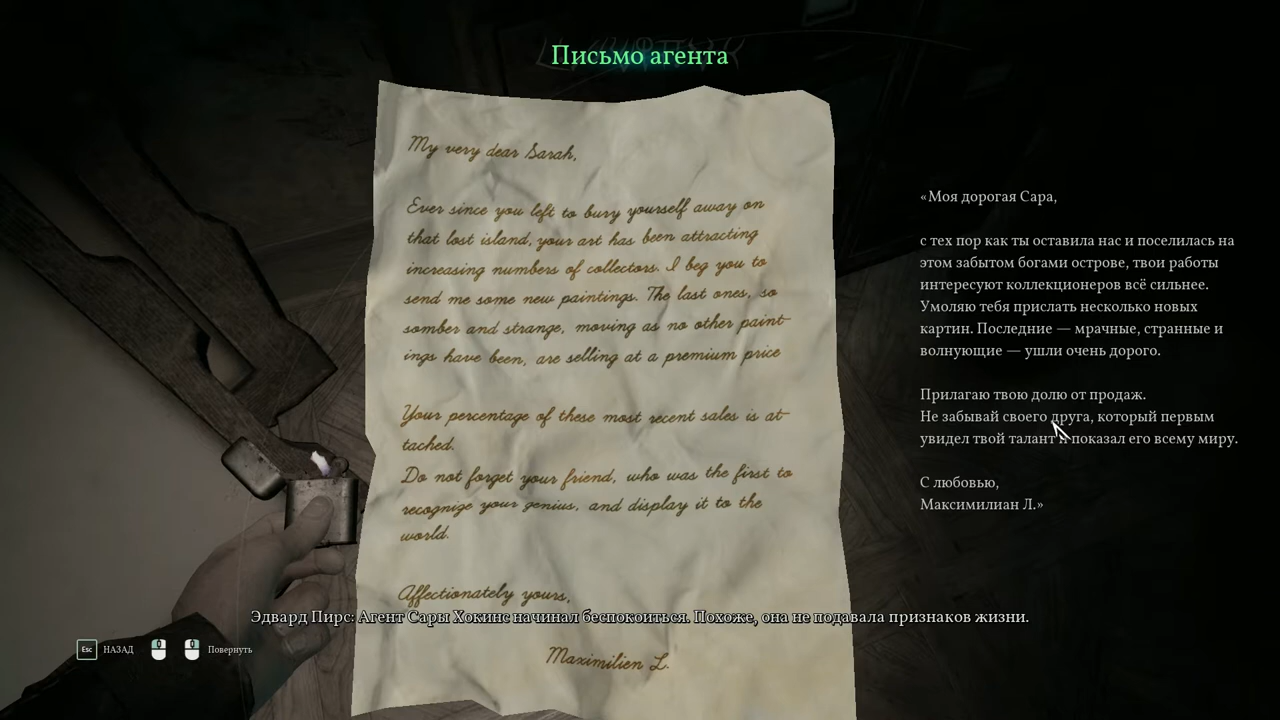 Письмо агента
My very dear Sarah,
Ever since you left to bury yourself away on
that lost island, your art has been attracting
increasing numbers of collectors. I beg you to
send me some new paintings. The last ones, so
somber and strange, moving as no other paint-
ings have been, are selling at a premium price
Your percentage of these most recent sales is at-
tached.
Do not forget your friend, who was the first to
recognize your genius, and display it to the
world.
Affectionately yours,
Maximilien L.
«Моя дорогая Сара,
с тех пор как ты оставила нас и поселилась на
этом забытом богами острове, твои работы
интересуют коллекционеров всё сильнее.
Умоляю тебя прислать несколько новых
картин. Последние — мрачные, странные и
волнующие — ушли очень дорого.
Прилагаю твою долю от продаж.
Не забывай своего друга, который первым
увидел твой талант и показал его всему миру.
С любовью,
Максимилиан Л.»
Эдвард Пирс: Агент Сары Хокинс начинал беспокоиться. Похоже, она не подавала признаков жизни.
Esc НАЗАД Повернуть